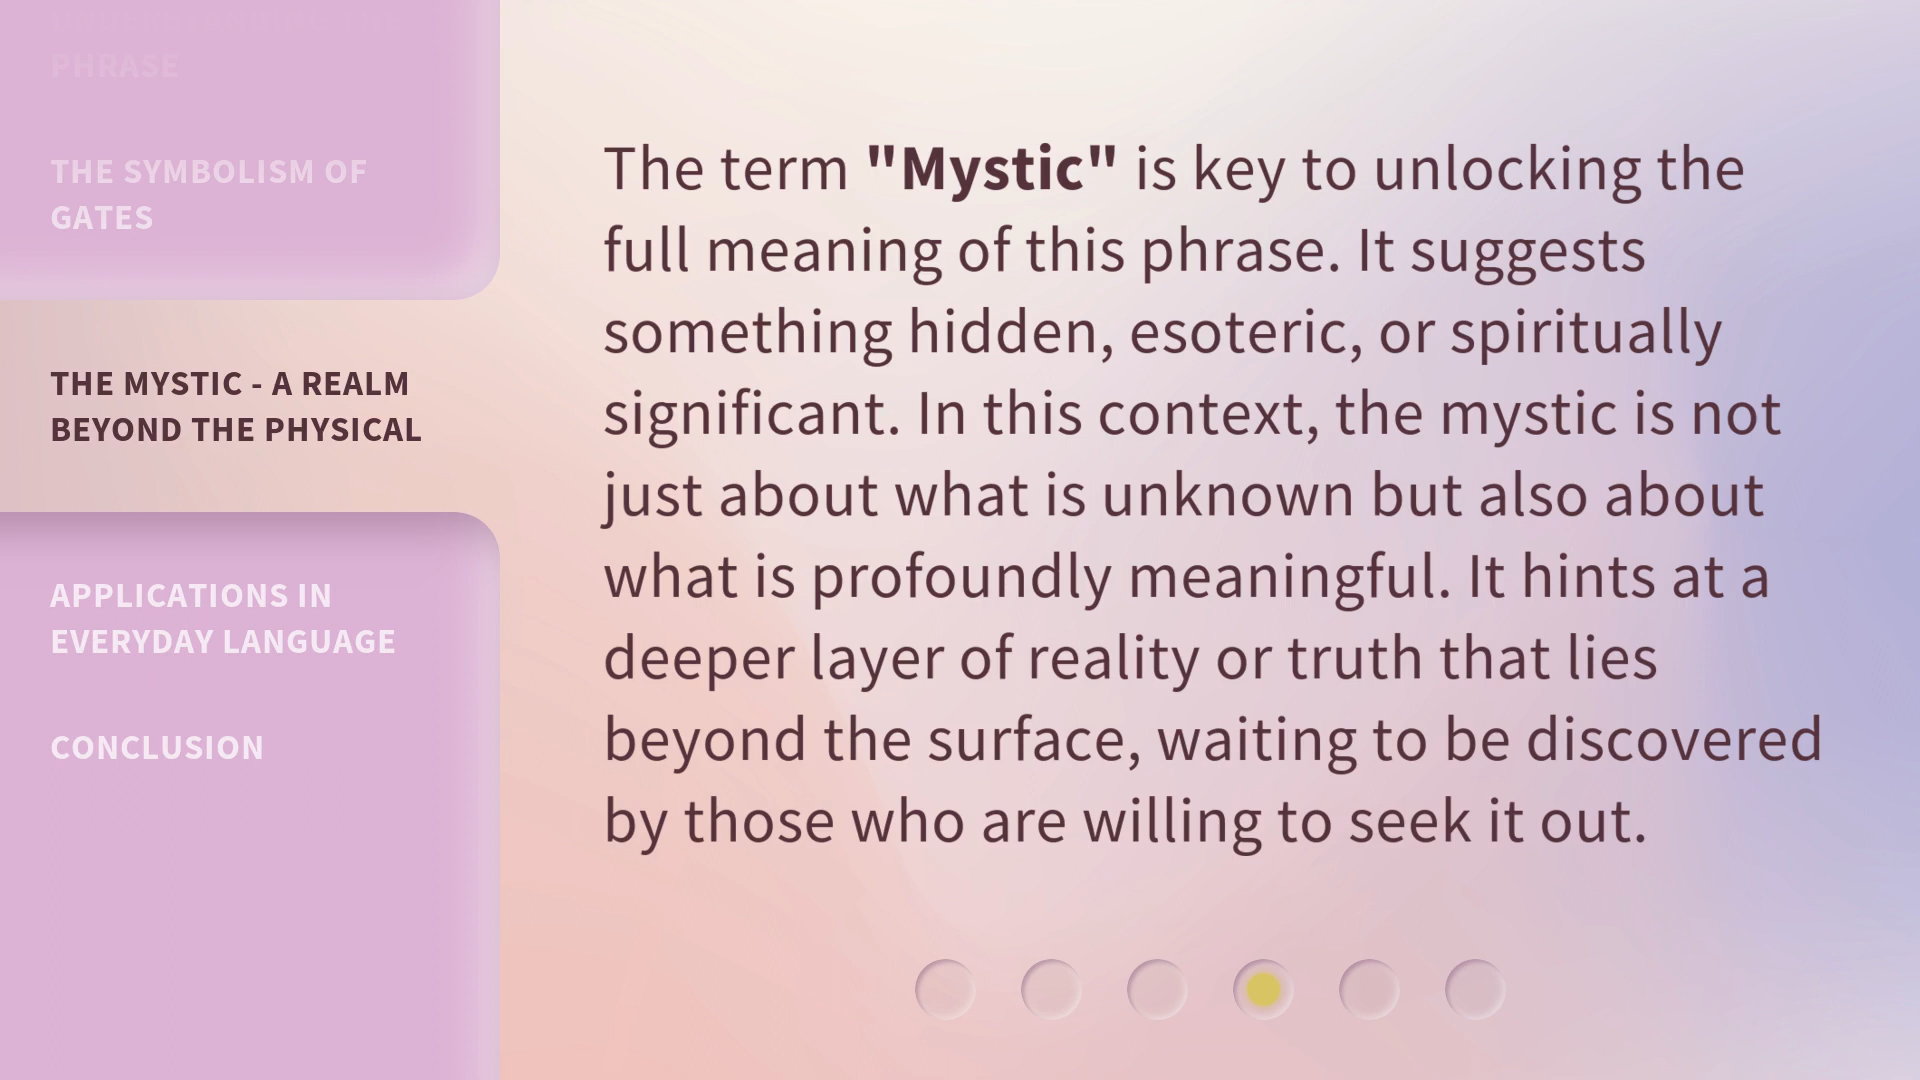 PHRASE
THE SYMBOLISM OF
GATES
THE MYSTIC - A REALM
BEYOND THE PHYSICAL
APPLICATIONS IN
EVERYDAY LANGUAGE
CONCLUSION
The term "Mystic" is key to unlocking the
full meaning of this phrase. It suggests
something hidden, esoteric, or spiritually
significant. In this context, the mystic is not
just about what is unknown but also about
what is profoundly meaningful. It hints at a
deeper layer of reality or truth that lies
beyond the surface, waiting to be discovered
by those who are willing to seek it out.